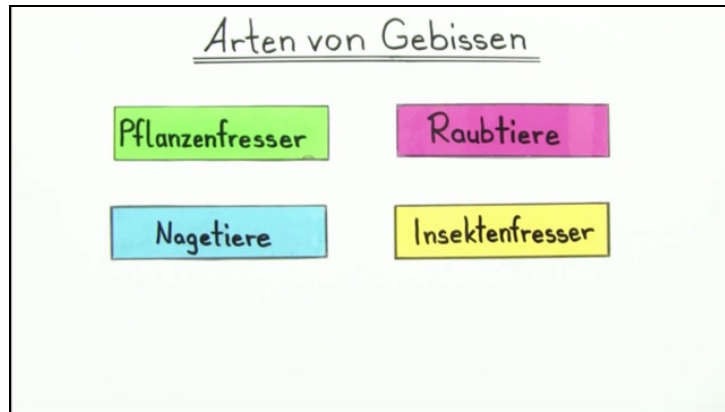 Arten von Gebissen
Pflanzenfresser
Raubtiere
Nagetiere
Insektenfresser